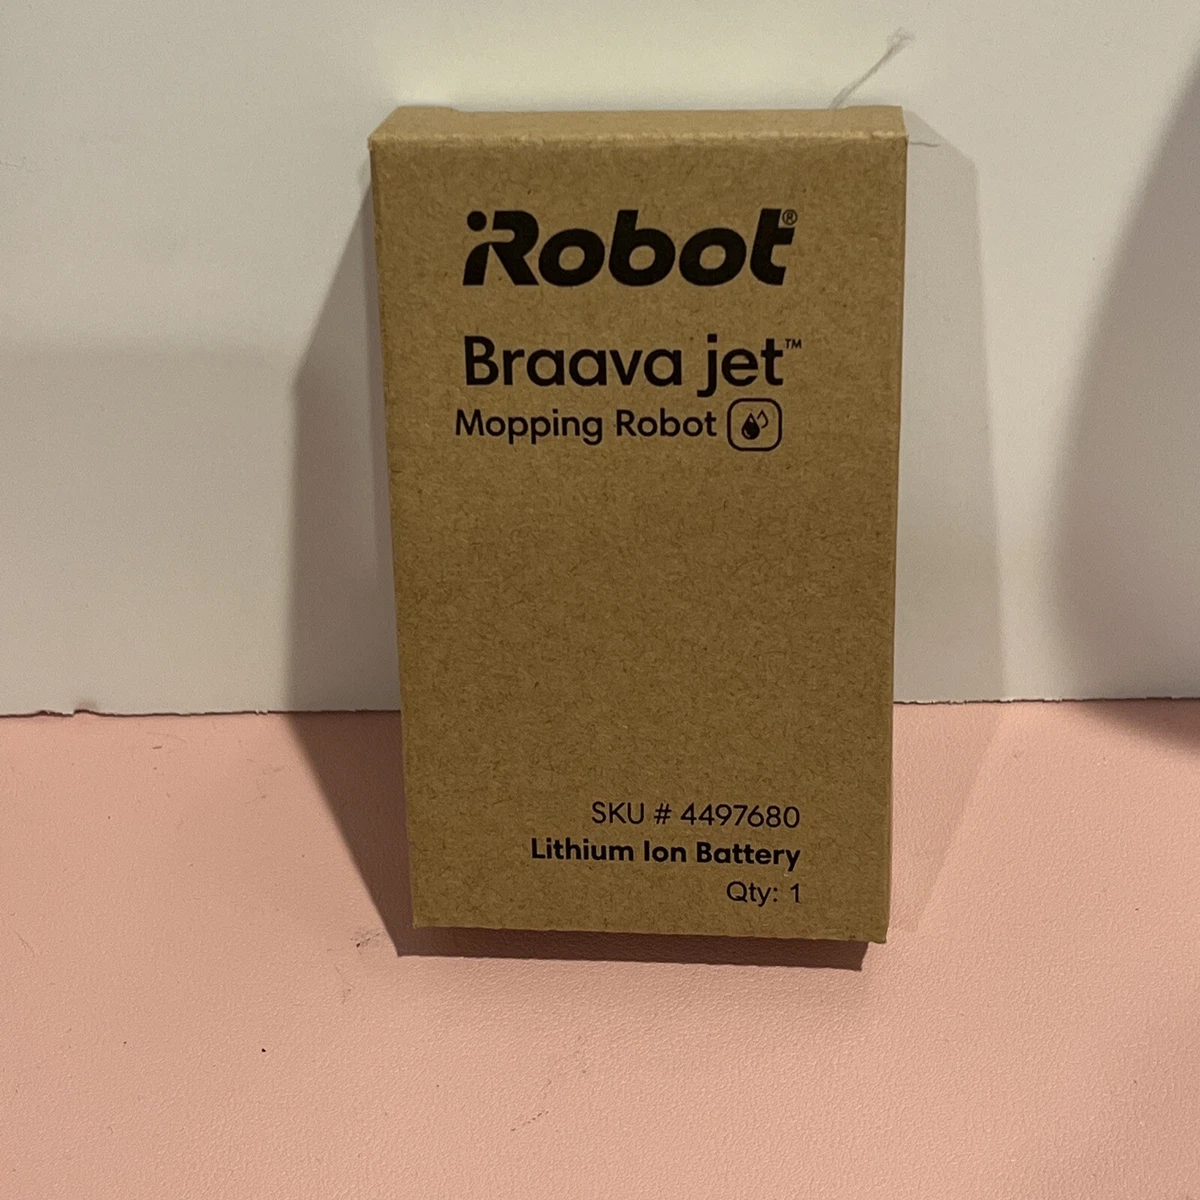 iRobot®
Braava jet™
Mopping Robot
SKU # 4497680
Lithium Ion Battery
Qty: 1